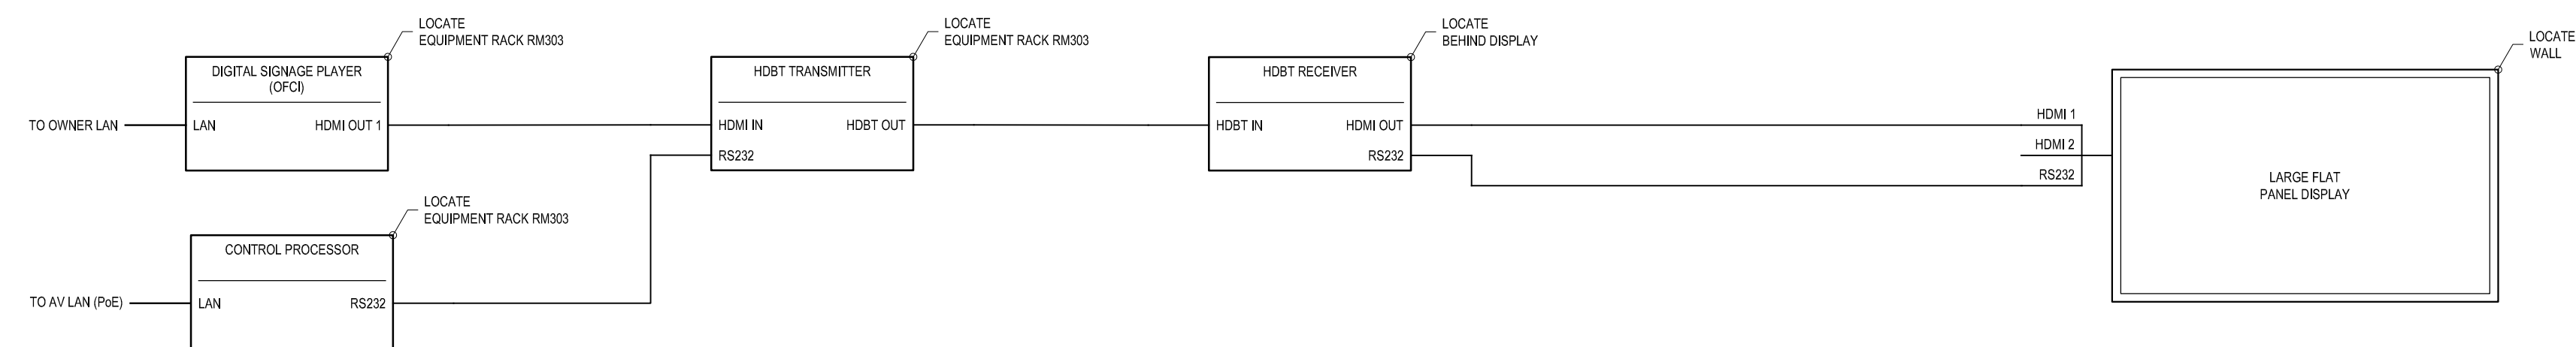 LOCATE
EQUIPMENT RACK RM303
DIGITAL SIGNAGE PLAYER
(OFCI)
TO OWNER LAN
LAN
HDMI OUT 1
LOCATE
EQUIPMENT RACK RM303
HDBT TRANSMITTER
HDMI IN
HDBT OUT
RS232
LOCATE
BEHIND DISPLAY
HDBT RECEIVER
HDBT IN
HDMI OUT
RS232
LOCATE
WALL
HDMI 1
HDMI 2
RS232
LARGE FLAT
PANEL DISPLAY
LOCATE
EQUIPMENT RACK RM303
CONTROL PROCESSOR
TO AV LAN (PoE)
LAN
RS232